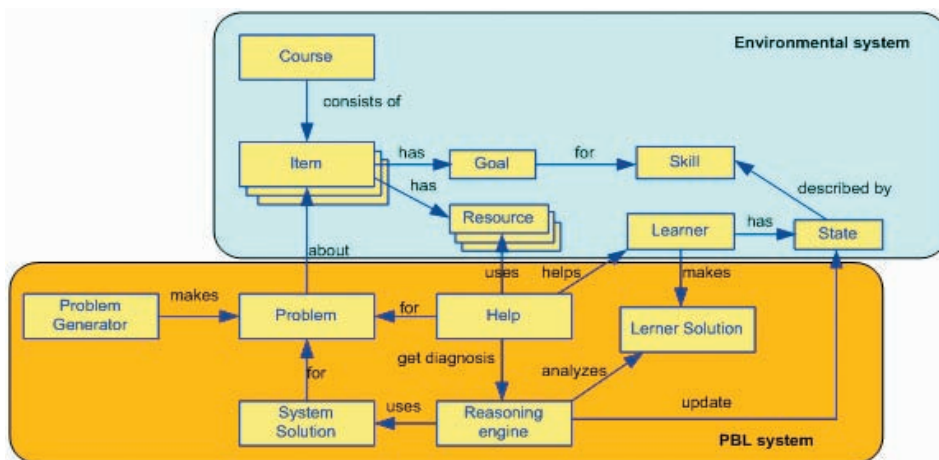 Environmental system
Course
consists of
Item
has
Goal
for
Skill
has
described by
Resource
Learner
has
State
about
uses
helps
makes
Problem
Generator
makes
Problem
for
Help
Lerner Solution
get diagnosis
for
analyzes
System
Solution
uses
Reasoning
engine
update
PBL system